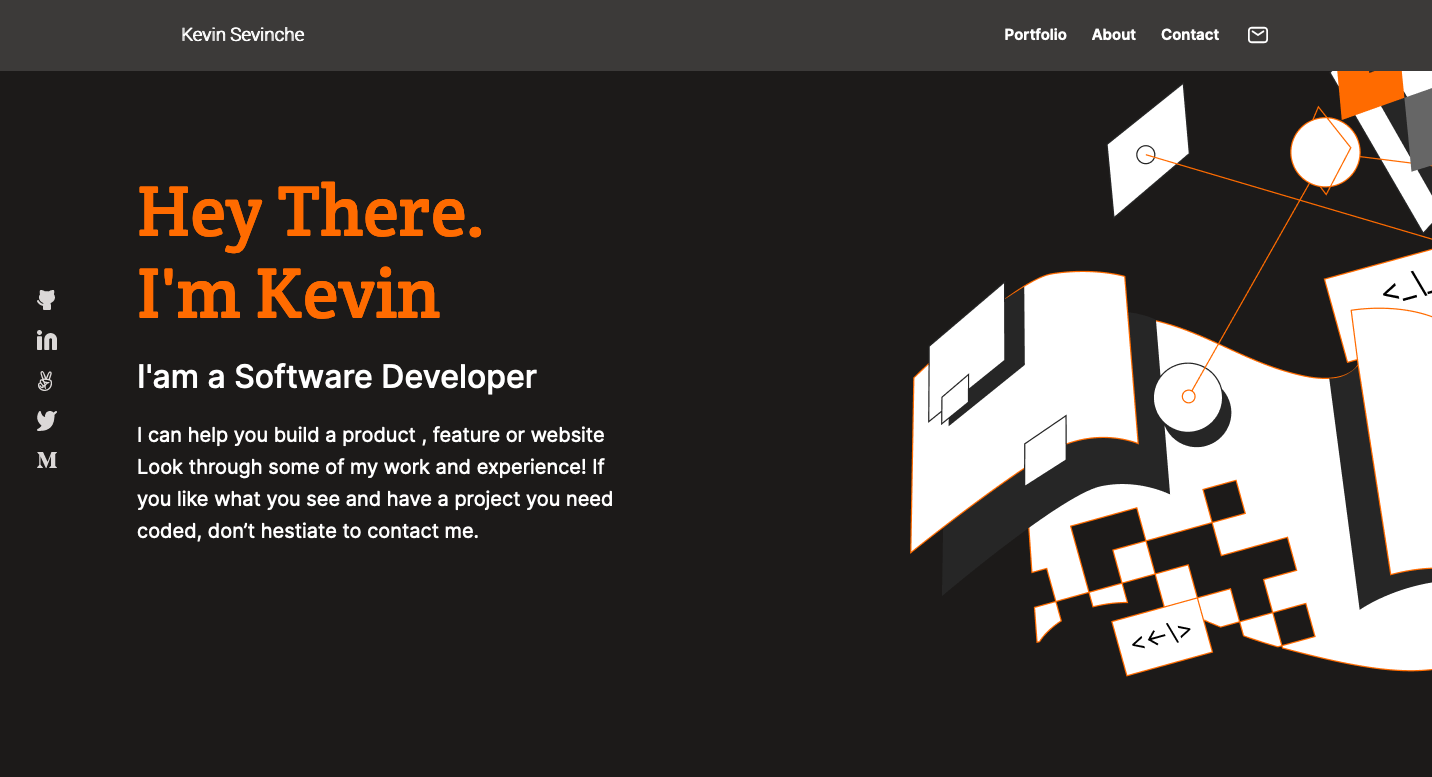 Kevin Sevinche
Portfolio About Contact
Hey There.
I'm Kevin
I'am a Software Developer
I can help you build a product , feature or website
Look through some of my work and experience! If
you like what you see and have a project you need
coded, don’t hestiate to contact me.
<_\
<←\>